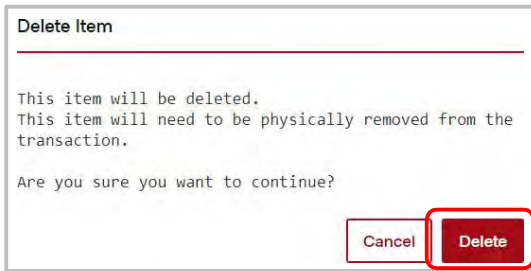 Delete Item
This item will be deleted.
This item will need to be physically removed from the
transaction.
Are you sure you want to continue?
Cancel Delete